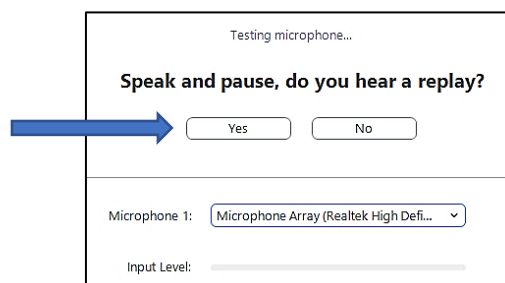 Testing microphone...
Speak and pause, do you hear a replay?
Yes No
Microphone 1: Microphone Array (Realtek High Defi...
Input Level: